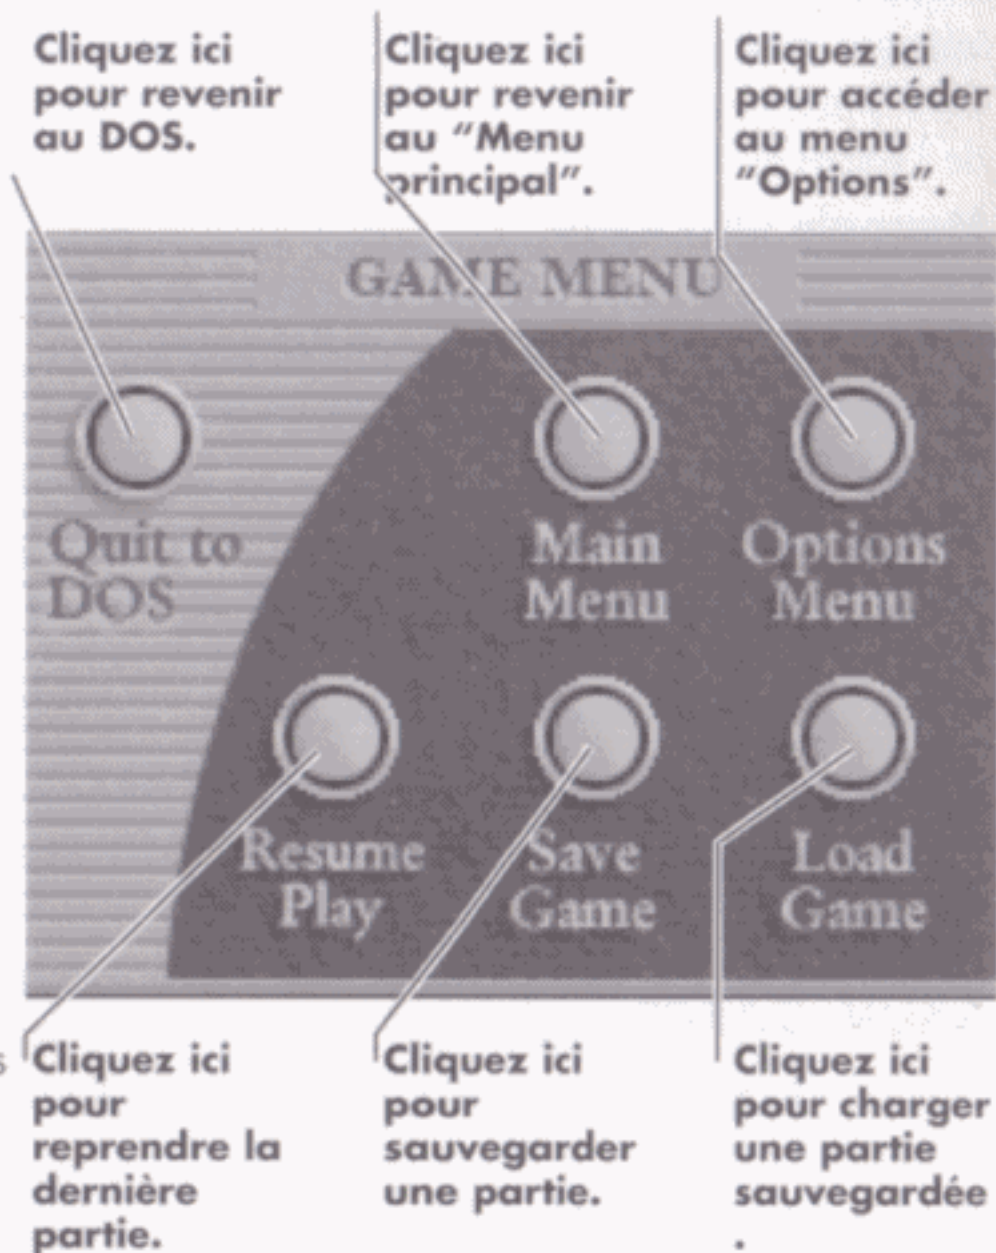 Cliquez ici
pour revenir
au DOS.
Cliquez ici
pour revenir
au “Menu
principal”.
Cliquez ici
pour accéder
au menu
“Options”.
GAME MENU
Quit to
DOS
Main
Menu
Options
Menu
Resume
Play
Save
Game
Load
Game
s
Cliquez ici
pour
reprendre la
dernière
partie.
Cliquez ici
pour
sauvegarder
une partie.
Cliquez ici
pour charger
une partie
sauvegardée
.